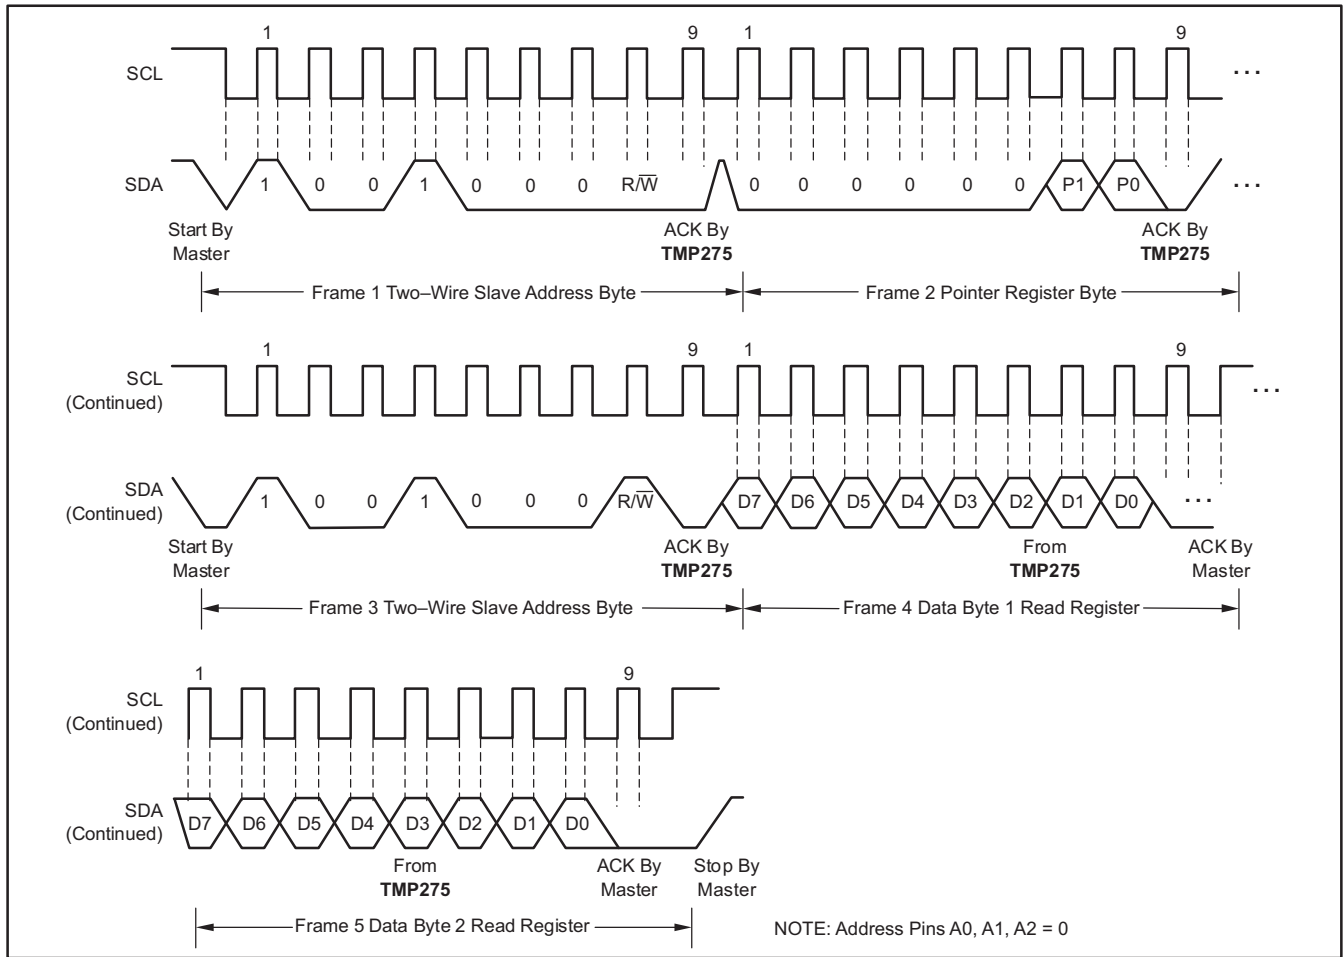 1 9 1 9
SCL ...
SDA 1 0 0 1 0 0 0 R/W̅ 0 0 0 0 0 0 P1 P0 ...
Start By Master
ACK By TMP275
ACK By TMP275
Frame 1 Two–Wire Slave Address Byte
Frame 2 Pointer Register Byte
1 9 1 9
SCL (Continued) ...
SDA (Continued) 1 0 0 1 0 0 0 R/W̅ D7 D6 D5 D4 D3 D2 D1 D0 ...
Start By Master
ACK By TMP275
From TMP275
ACK By Master
Frame 3 Two–Wire Slave Address Byte
Frame 4 Data Byte 1 Read Register
1 9
SCL (Continued)
SDA (Continued) D7 D6 D5 D4 D3 D2 D1 D0
From TMP275
ACK By Master
Stop By Master
Frame 5 Data Byte 2 Read Register
NOTE: Address Pins A0, A1, A2 = 0